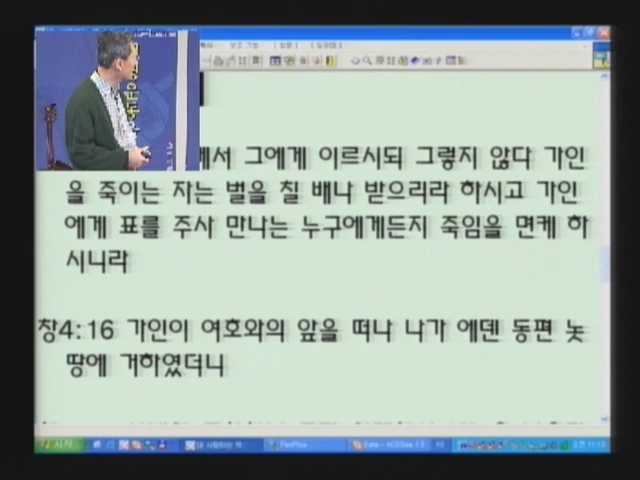 에서 그에게 이르시되 그렇지 않다 가인
을 죽이는 자는 벌을 칠 배나 받으리라 하시고 가인
에게 표를 주사 만나는 누구에게든지 죽임을 면케 하
시니라
창4:16 가인이 여호와의 앞을 떠나 나가 에덴 동편 놋
땅에 거하였더니
시작